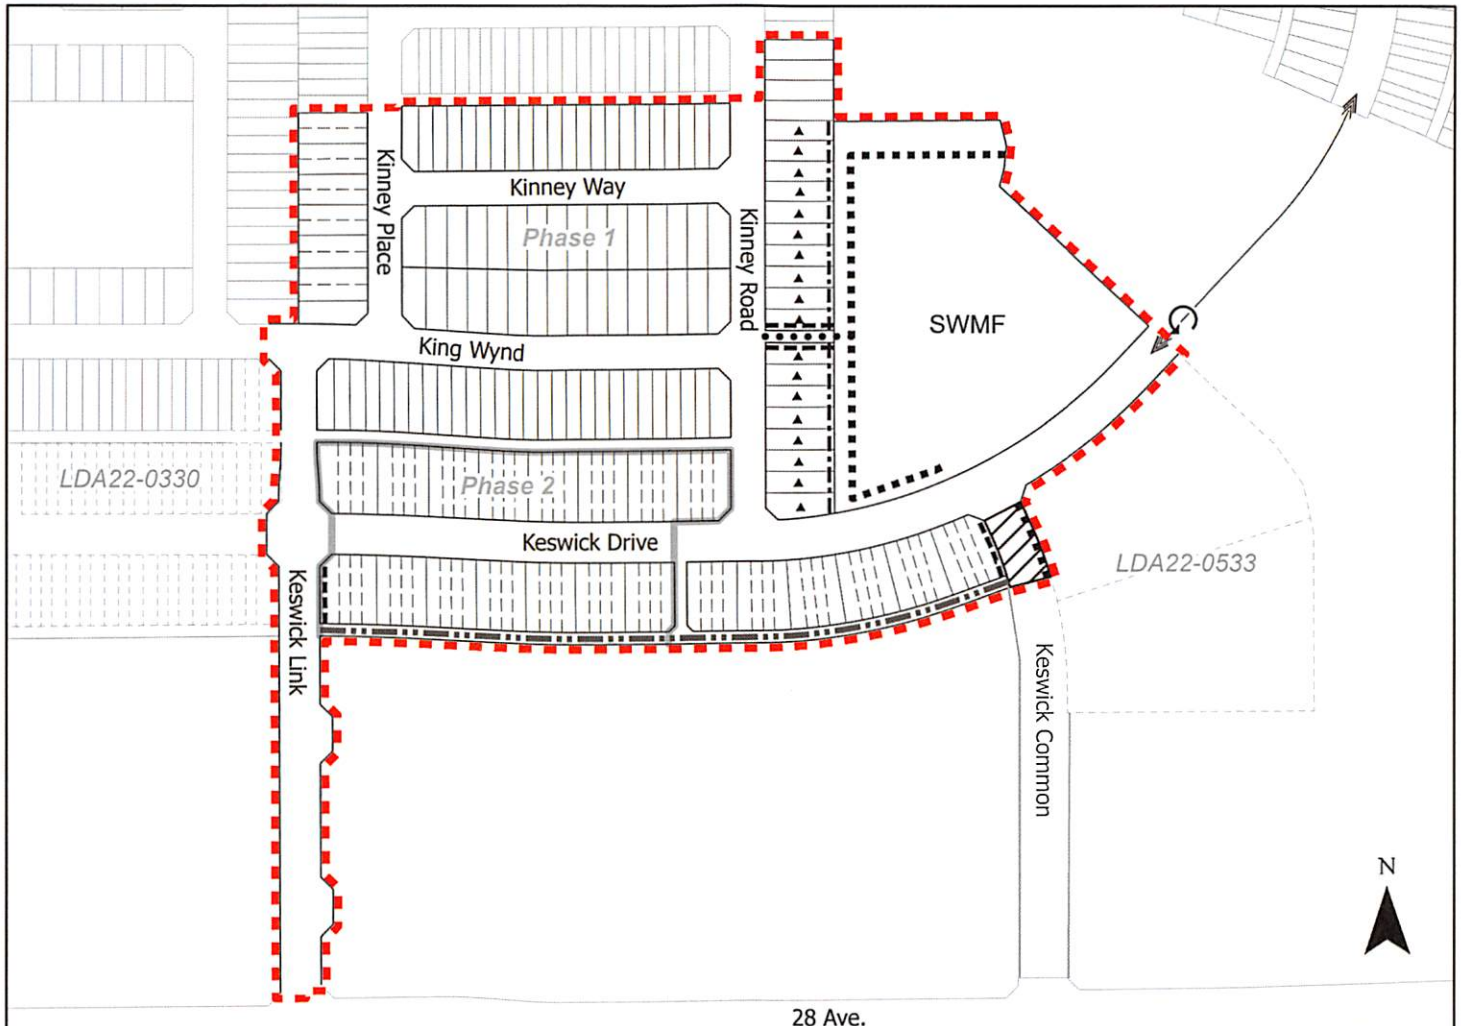 Kinney Place
Kinney Way
Phase 1
Kinney Road
SWMF
King Wynd
LDA22-0330
Phase 2
Keswick Drive
LDA22-0533
Keswick Link
Keswick Common
N
28 Ave.